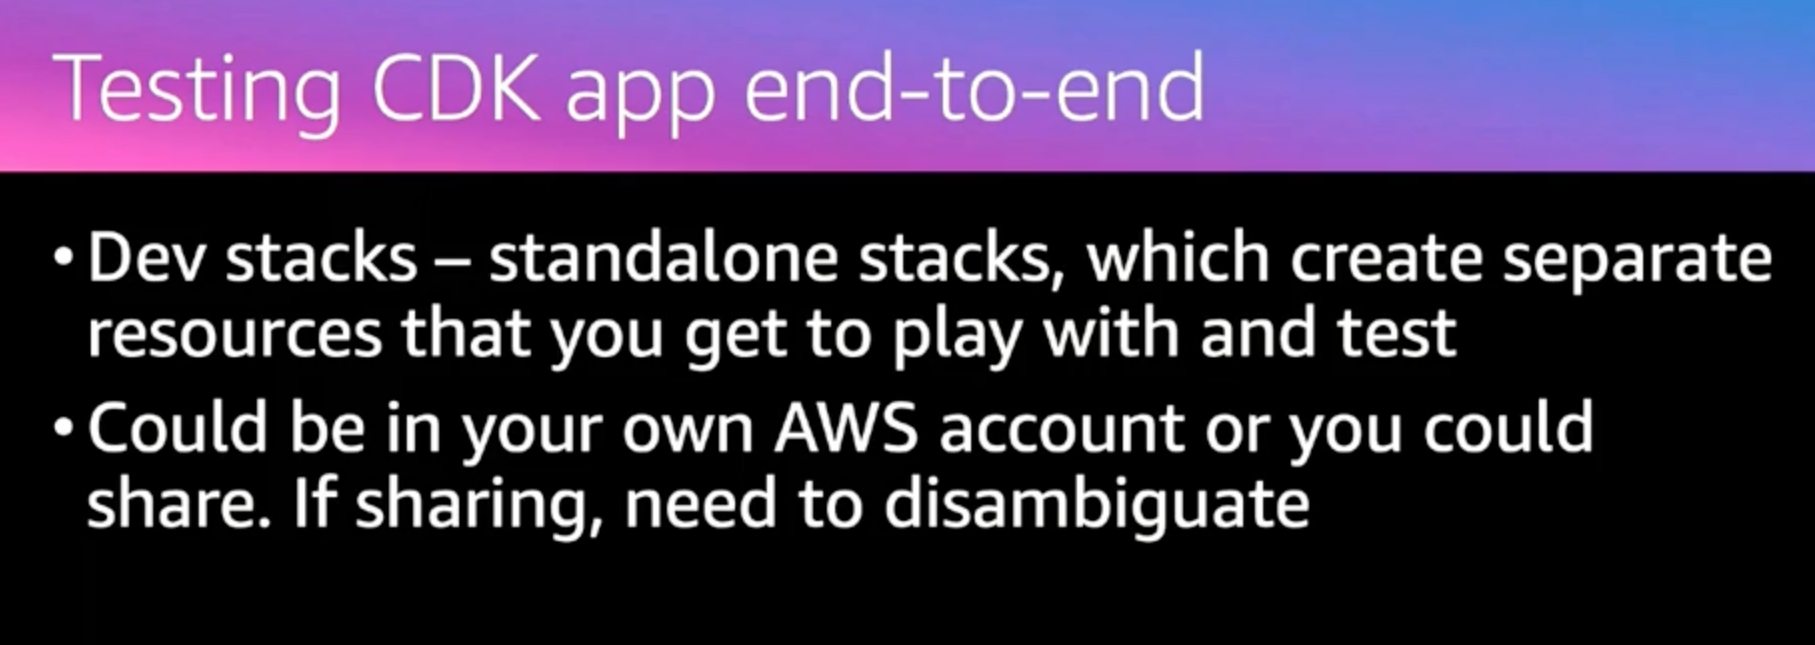 Testing CDK app end-to-end
• Dev stacks – standalone stacks, which create separate
resources that you get to play with and test
• Could be in your own AWS account or you could
share. If sharing, need to disambiguate